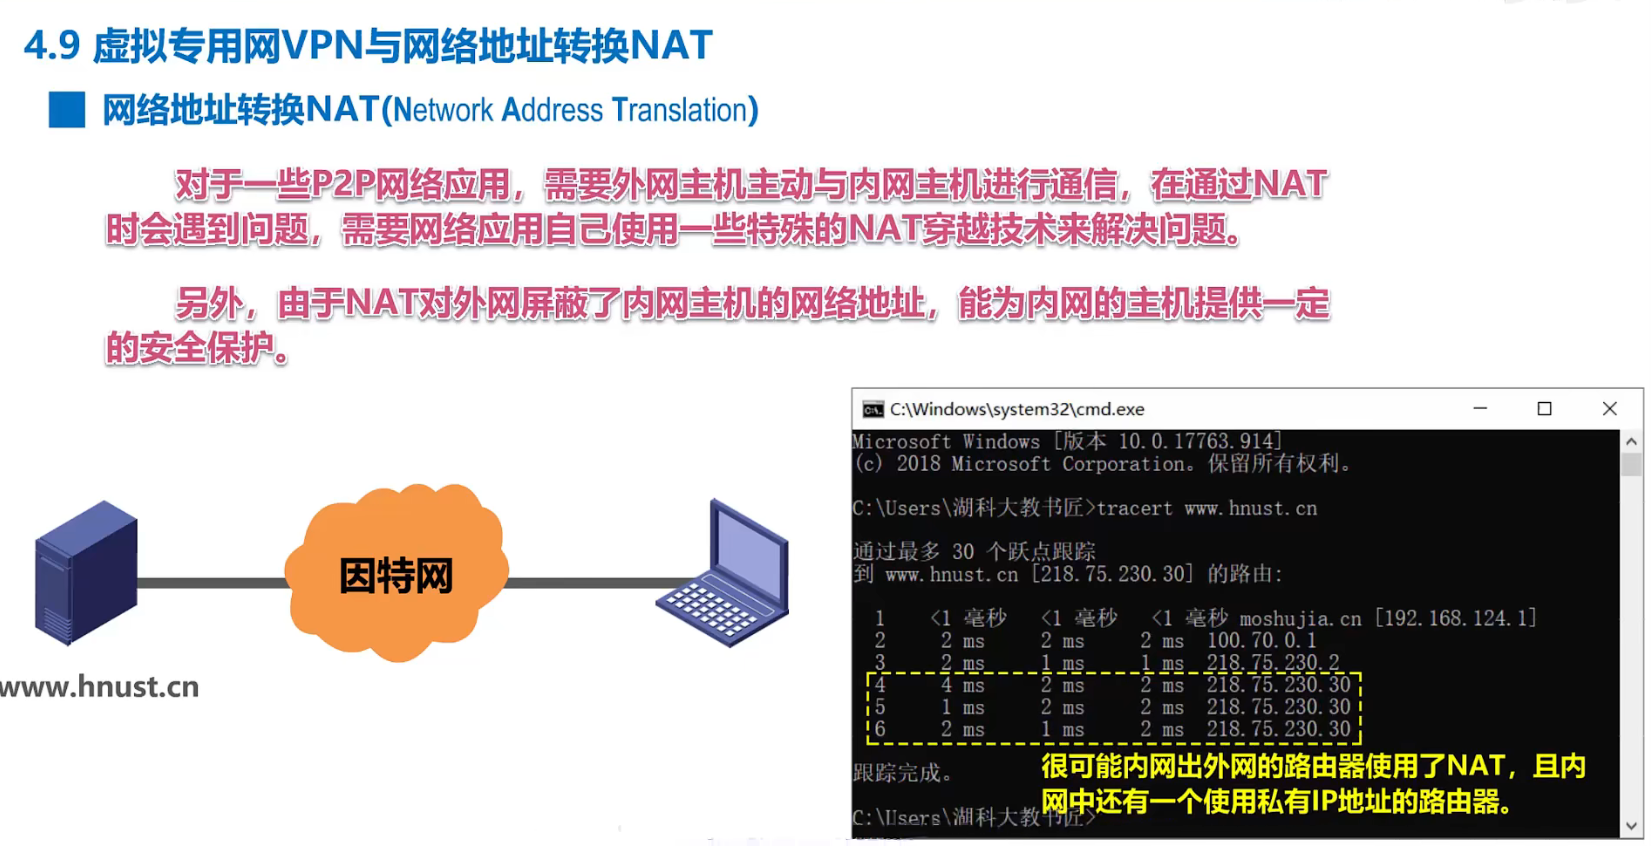 4.9 虚拟专用网VPN与网络地址转换NAT
网络地址转换NAT(Network Address Translation)
对于一些P2P网络应用，需要外网主机主动与内网主机进行通信，在通过NAT
时会遇到问题，需要网络应用自己使用一些特殊的NAT穿越技术来解决问题。
另外，由于NAT对外网屏蔽了内网主机的网络地址，能为内网的主机提供一定
的安全保护。
因特网
www.hnust.cn
C:\Windows\system32\cmd.exe
Microsoft Windows [版本 10.0.17763.914]
(c) 2018 Microsoft Corporation。保留所有权利。
C:\Users\湖科大教书匠>tracert www.hnust.cn
通过最多 30 个跃点跟踪
到 www.hnust.cn [218.75.230.30] 的路由:
1 <1 毫秒 <1 毫秒 <1 毫秒 moshujia.cn [192.168.124.1]
2 2 ms 2 ms 2 ms 100.70.0.1
3 2 ms 1 ms 1 ms 218.75.230.2
4 4 ms 2 ms 2 ms 218.75.230.30
5 1 ms 2 ms 2 ms 218.75.230.30
6 2 ms 1 ms 2 ms 218.75.230.30
跟踪完成。
很可能内网出外网的路由器使用了NAT，且内
网中还有一个使用私有IP地址的路由器。
C:\Users\湖科大教书匠>